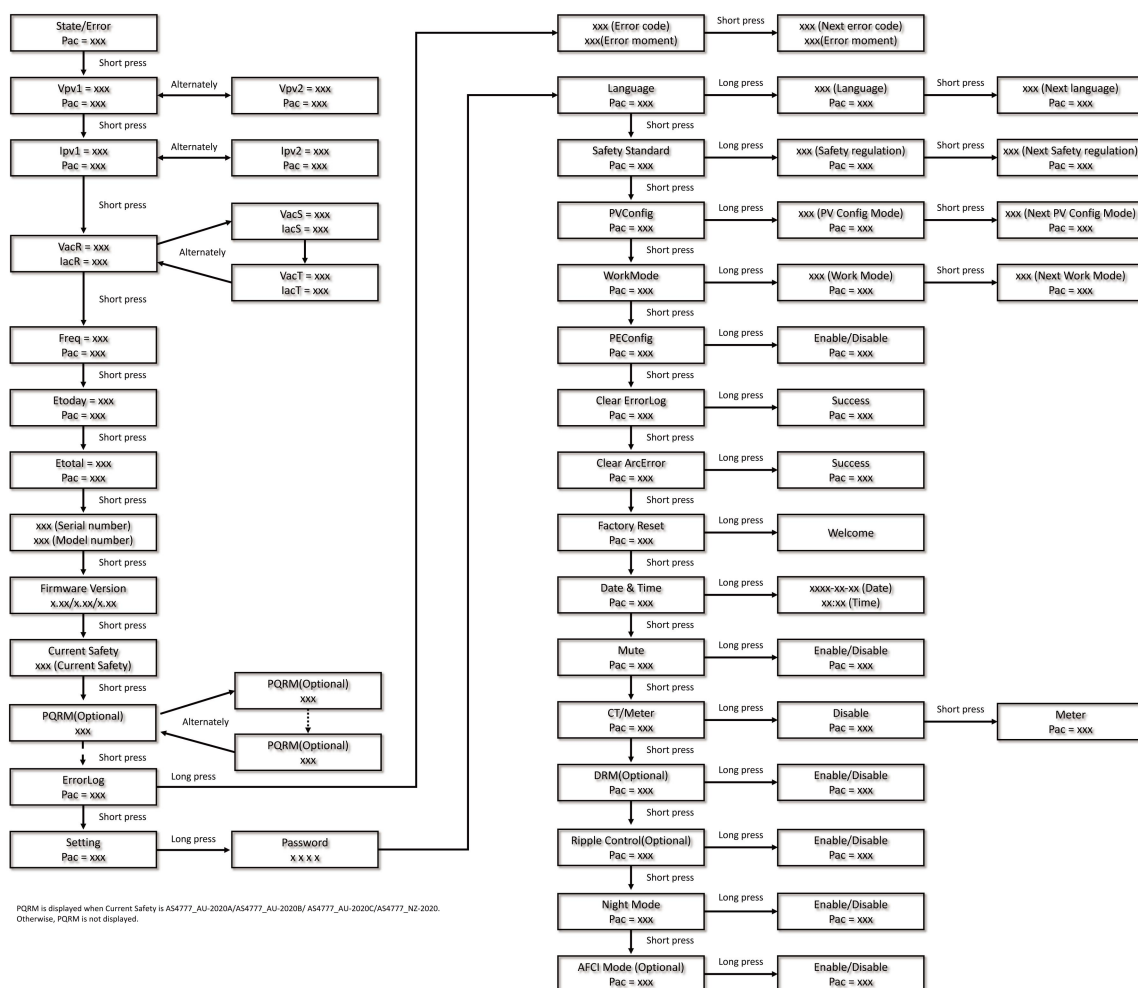 State/Error
Pac = xxx
Short press
Vpv1 = xxx
Pac = xxx
Alternately
Vpv2 = xxx
Pac = xxx
Short press
Ipv1 = xxx
Pac = xxx
Alternately
Ipv2 = xxx
Pac = xxx
Short press
VacR = xxx
IacR = xxx
Alternately
VacS = xxx
IacS = xxx
VacT = xxx
IacT = xxx
Short press
Freq = xxx
Pac = xxx
Short press
Etoday = xxx
Pac = xxx
Short press
Etotal = xxx
Pac = xxx
Short press
xxx (Serial number)
xxx (Model number)
Short press
Firmware Version
x.xx/x.xx/x.xx
Short press
Current Safety
xxx (Current Safety)
Short press
PQRM(Optional)
xxx
Alternately
PQRM(Optional)
xxx
PQRM(Optional)
xxx
Short press
ErrorLog
Pac = xxx
Long press
Short press
Setting
Pac = xxx
Long press
Password
x x x x
PQRM is displayed when Current Safety is AS4777_AU-2020A/AS4777_AU-2020B/ AS4777_AU-2020C/AS4777_NZ-2020.
Otherwise, PQRM is not displayed.
xxx (Error code)
xxx(Error moment)
Short press
xxx (Next error code)
xxx(Error moment)
Language
Pac = xxx
Long press
xxx (Language)
Pac = xxx
Short press
xxx (Next language)
Pac = xxx
Short press
Safety Standard
Pac = xxx
Long press
xxx (Safety regulation)
Pac = xxx
Short press
xxx (Next Safety regulation)
Pac = xxx
Short press
PVConfig
Pac = xxx
Long press
xxx (PV Config Mode)
Pac = xxx
Short press
xxx (Next PV Config Mode)
Pac = xxx
Short press
WorkMode
Pac = xxx
Long press
xxx (Work Mode)
Pac = xxx
Short press
xxx (Next Work Mode)
Pac = xxx
Short press
PEConfig
Pac = xxx
Long press
Enable/Disable
Pac = xxx
Short press
Clear ErrorLog
Pac = xxx
Long press
Success
Pac = xxx
Short press
Clear ArcError
Pac = xxx
Long press
Success
Pac = xxx
Short press
Factory Reset
Pac = xxx
Long press
Welcome
Short press
Date & Time
Pac = xxx
Long press
xxxx-xx-xx (Date)
xx:xx (Time)
Short press
Mute
Pac = xxx
Long press
Enable/Disable
Pac = xxx
Short press
CT/Meter
Pac = xxx
Long press
Disable
Pac = xxx
Short press
Meter
Pac = xxx
Short press
DRM(Optional)
Pac = xxx
Long press
Enable/Disable
Pac = xxx
Short press
Ripple Control(Optional)
Pac = xxx
Long press
Enable/Disable
Pac = xxx
Short press
Night Mode
Pac = xxx
Long press
Enable/Disable
Pac = xxx
Short press
AFCI Mode (Optional)
Pac = xxx
Long press
Enable/Disable
Pac = xxx